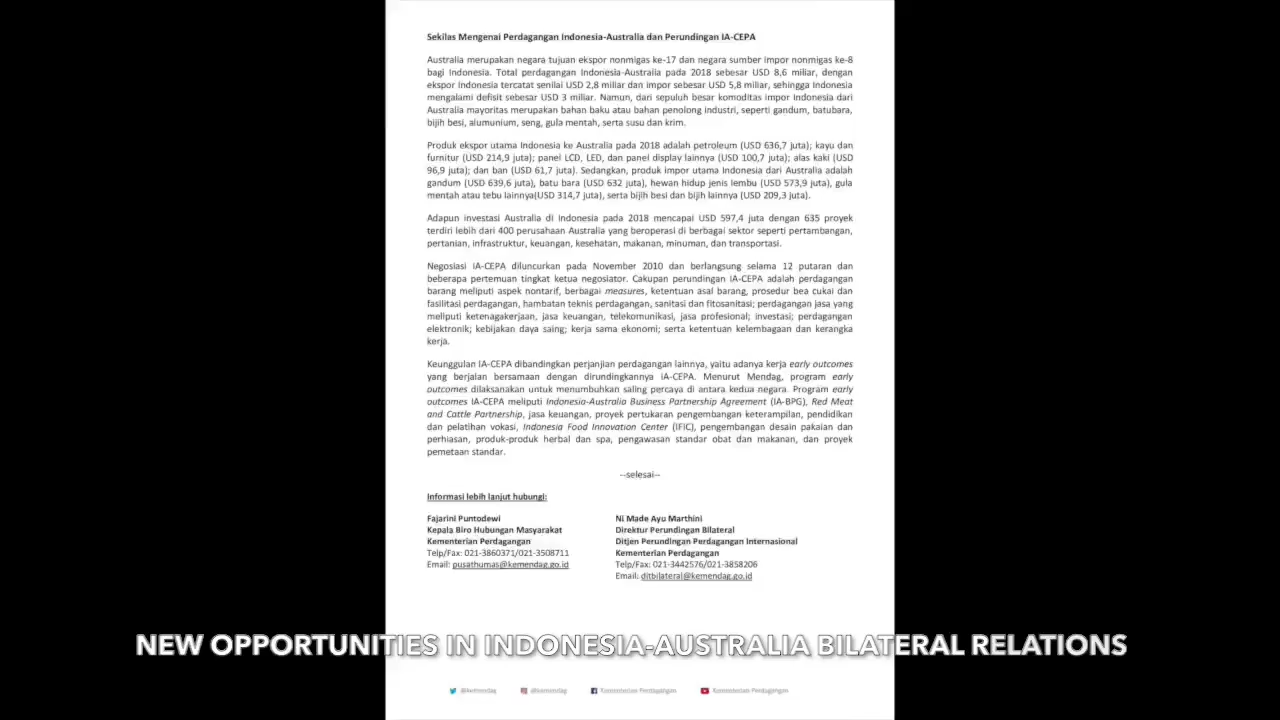 Sekilas Mengenai Perdagangan Indonesia-Australia dan Perundingan IA-CEPA
Australia merupakan negara tujuan ekspor nonmigas ke-17 dan negara sumber impor nonmigas ke-8
bagi Indonesia. Total perdagangan Indonesia-Australia pada 2018 sebesar USD 8,6 miliar, dengan
ekspor Indonesia tercatat senilai USD 2,8 miliar dan impor sebesar USD 5,8 miliar, sehingga Indonesia
mengalami defisit sebesar USD 3 miliar. Namun, dari sepuluh besar komoditas impor Indonesia dari
Australia mayoritas merupakan bahan baku atau bahan penolong industri, seperti gandum, batubara,
bijih besi, alumunium, seng, gula mentah, serta susu dan krim.
Produk ekspor utama Indonesia ke Australia pada 2018 adalah petroleum (USD 636,7 juta); kayu dan
furnitur (USD 214,9 juta); panel LCD, LED, dan panel display lainnya (USD 100,7 juta); alas kaki (USD
96,9 juta); dan ban (USD 61,7 juta). Sedangkan, produk impor utama Indonesia dari Australia adalah
gandum (USD 639,6 juta), batu bara (USD 632 juta), hewan hidup jenis lembu (USD 573,9 juta), gula
mentah atau tebu lainnya(USD 314,7 juta), serta bijih besi dan bijih lainnya (USD 209,3 juta).
Adapun investasi Australia di Indonesia pada 2018 mencapai USD 597,4 juta dengan 635 proyek
terdiri lebih dari 400 perusahaan Australia yang beroperasi di berbagai sektor seperti pertambangan,
pertanian, infrastruktur, keuangan, kesehatan, makanan, minuman, dan transportasi.
Negosiasi IA-CEPA diluncurkan pada November 2010 dan berlangsung selama 12 putaran dan
beberapa pertemuan tingkat ketua negosiator. Cakupan perundingan IA-CEPA adalah perdagangan
barang meliputi aspek nontarif, berbagai measures, ketentuan asal barang, prosedur bea cukai dan
fasilitasi perdagangan, hambatan teknis perdagangan, sanitasi dan fitosanitasi; perdagangan jasa yang
meliputi ketenagakerjaan, jasa keuangan, telekomunikasi, jasa profesional; investasi; perdagangan
elektronik; kebijakan daya saing; kerja sama ekonomi; serta ketentuan kelembagaan dan kerangka
kerja.
Keunggulan IA-CEPA dibandingkan perjanjian perdagangan lainnya, yaitu adanya kerja early outcomes
yang berjalan bersamaan dengan dirundingkannya IA-CEPA. Menurut Mendag, program early
outcomes dilaksanakan untuk menumbuhkan saling percaya di antara kedua negara. Program early
outcomes IA-CEPA meliputi Indonesia-Australia Business Partnership Agreement (IA-BPG), Red Meat
and Cattle Partnership, jasa keuangan, proyek pertukaran pengembangan keterampilan, pendidikan
dan pelatihan vokasi, Indonesia Food Innovation Center (IFIC), pengembangan desain pakaian dan
perhiasan, produk-produk herbal dan spa, pengawasan standar obat dan makanan, dan proyek
pemetaan standar.
--selesai--
Informasi lebih lanjut hubungi:
Fajarini Puntodewi
Kepala Biro Hubungan Masyarakat
Kementerian Perdagangan
Telp/Fax: 021-3860371/021-3508711
Email: pusathumas@kemendag.go.id
Ni Made Ayu Marthini
Direktur Perundingan Bilateral
Ditjen Perundingan Perdagangan Internasional
Kementerian Perdagangan
Telp/Fax: 021-3442576/021-3858206
Email: ditbilateral@kemendag.go.id
NEW OPPORTUNITIES IN INDONESIA-AUSTRALIA BILATERAL RELATIONS
@kemendag
@kemendag
Kementerian Perdagangan
Kementerian Perdagangan